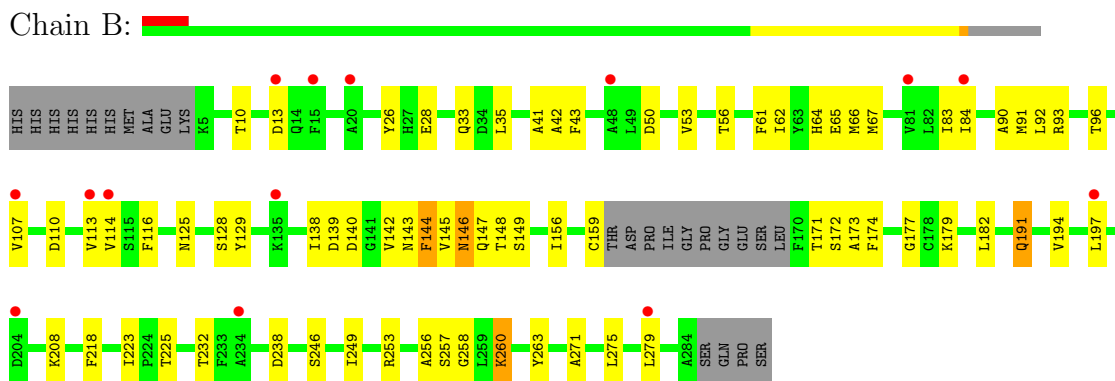 Chain B:
HIS HIS HIS HIS HIS HIS MET ALA GLU LYS K5 T10 D13 Q14 F15 A20 Y26 H27 E28 Q33 D34 L35 A41 A42 F43 A48 L49 D50 V53 T56 F61 I62 Y63 H64 E65 M66 M67 V81 L82 I83 I84 A90 M91 L92 R93 T96
V107 D110 V113 V114 S115 F116 N125 S128 Y129 K135 I138 D139 D140 G141 V142 N143 F144 V145 N146 Q147 T148 S149 I156 C159 THR ASP PRO ILE GLY PRO GLY GLU SER LEU F170 T171 S172 A173 F174 G177 C178 K179 L182 Q191 V194 L197
D204 K208 F218 I223 P224 T225 T232 F233 A234 D238 S246 I249 R253 A256 S257 G258 L259 K260 Y263 A271 L275 L279 A284 SER GLN PRO SER